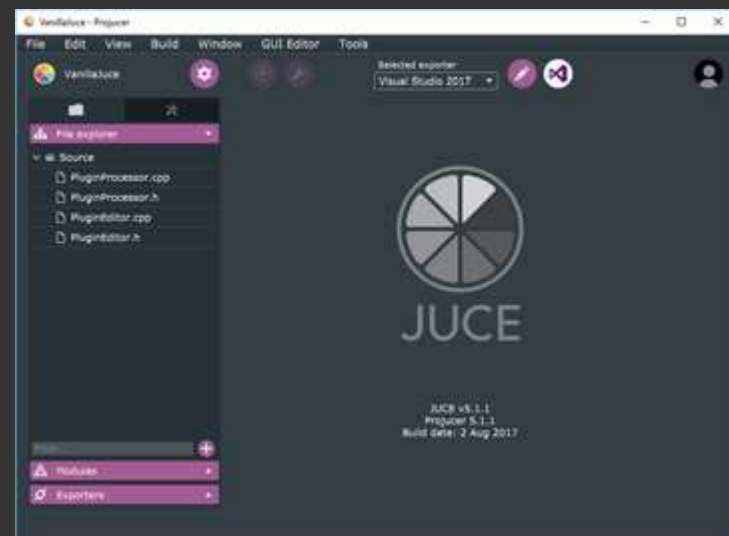 VanillaJuce - Projucer
File Edit View Build Window GUI Editor Tools
VanillaJuce
Selected exporter
Visual Studio 2017
File explorer
Source
PluginProcessor.cpp
PluginProcessor.h
PluginEditor.cpp
PluginEditor.h
JUCE
JUCE v5.1.1
Projucer 5.1.1
Build date: 2 Aug 2017
Modules
Exporters